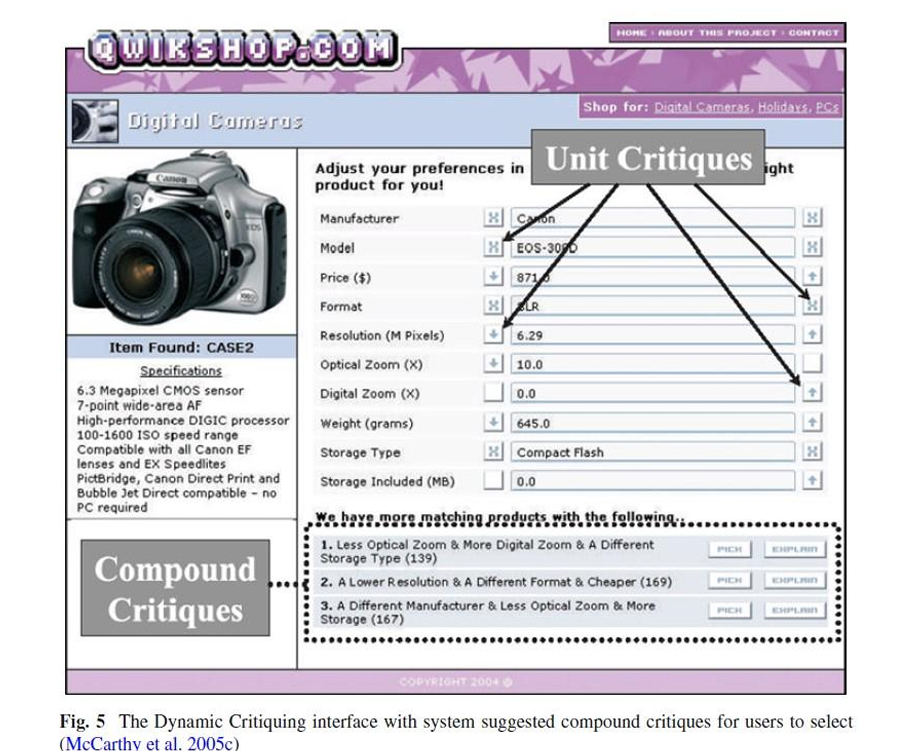 QWIKSHOP.COM
HOME | ABOUT THIS PROJECT | CONTACT
Shop for: Digital Cameras, Holidays, PCs
Digital Cameras
Canon
EOS
Item Found: CASE2
Specifications
6.3 Megapixel CMOS sensor
7-point wide-area AF
High-performance DIGIC processor
100-1600 ISO speed range
Compatible with all Canon EF
lenses and EX Speedlites
PictBridge, Canon Direct Print and
Bubble Jet Direct compatible - no
PC required
Compound
Critiques
Adjust your preferences in ight
product for you!
Unit Critiques
Manufacturer Canon
Model EOS-300D
Price ($) 871.0
Format SLR
Resolution (M Pixels) 6.29
Optical Zoom (X) 10.0
Digital Zoom (X) 0.0
Weight (grams) 645.0
Storage Type Compact Flash
Storage Included (MB) 0.0
We have more matching products with the following..
1. Less Optical Zoom & More Digital Zoom & A Different
Storage Type (139) PICK EXPLAIN
2. A Lower Resolution & A Different Format & Cheaper (169) PICK EXPLAIN
3. A Different Manufacturer & Less Optical Zoom & More
Storage (167) PICK EXPLAIN
COPYRIGHT 2004 @
Fig. 5 The Dynamic Critiquing interface with system suggested compound critiques for users to select
(McCarthy et al. 2005c)